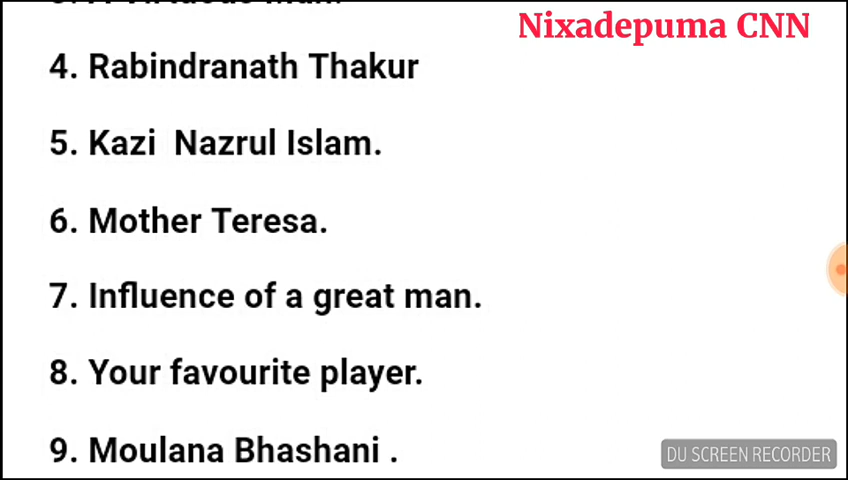 Nixadepuma CNN
4. Rabindranath Thakur
5. Kazi Nazrul Islam.
6. Mother Teresa.
7. Influence of a great man.
8. Your favourite player.
9. Moulana Bhashani .
DU SCREEN RECORDER